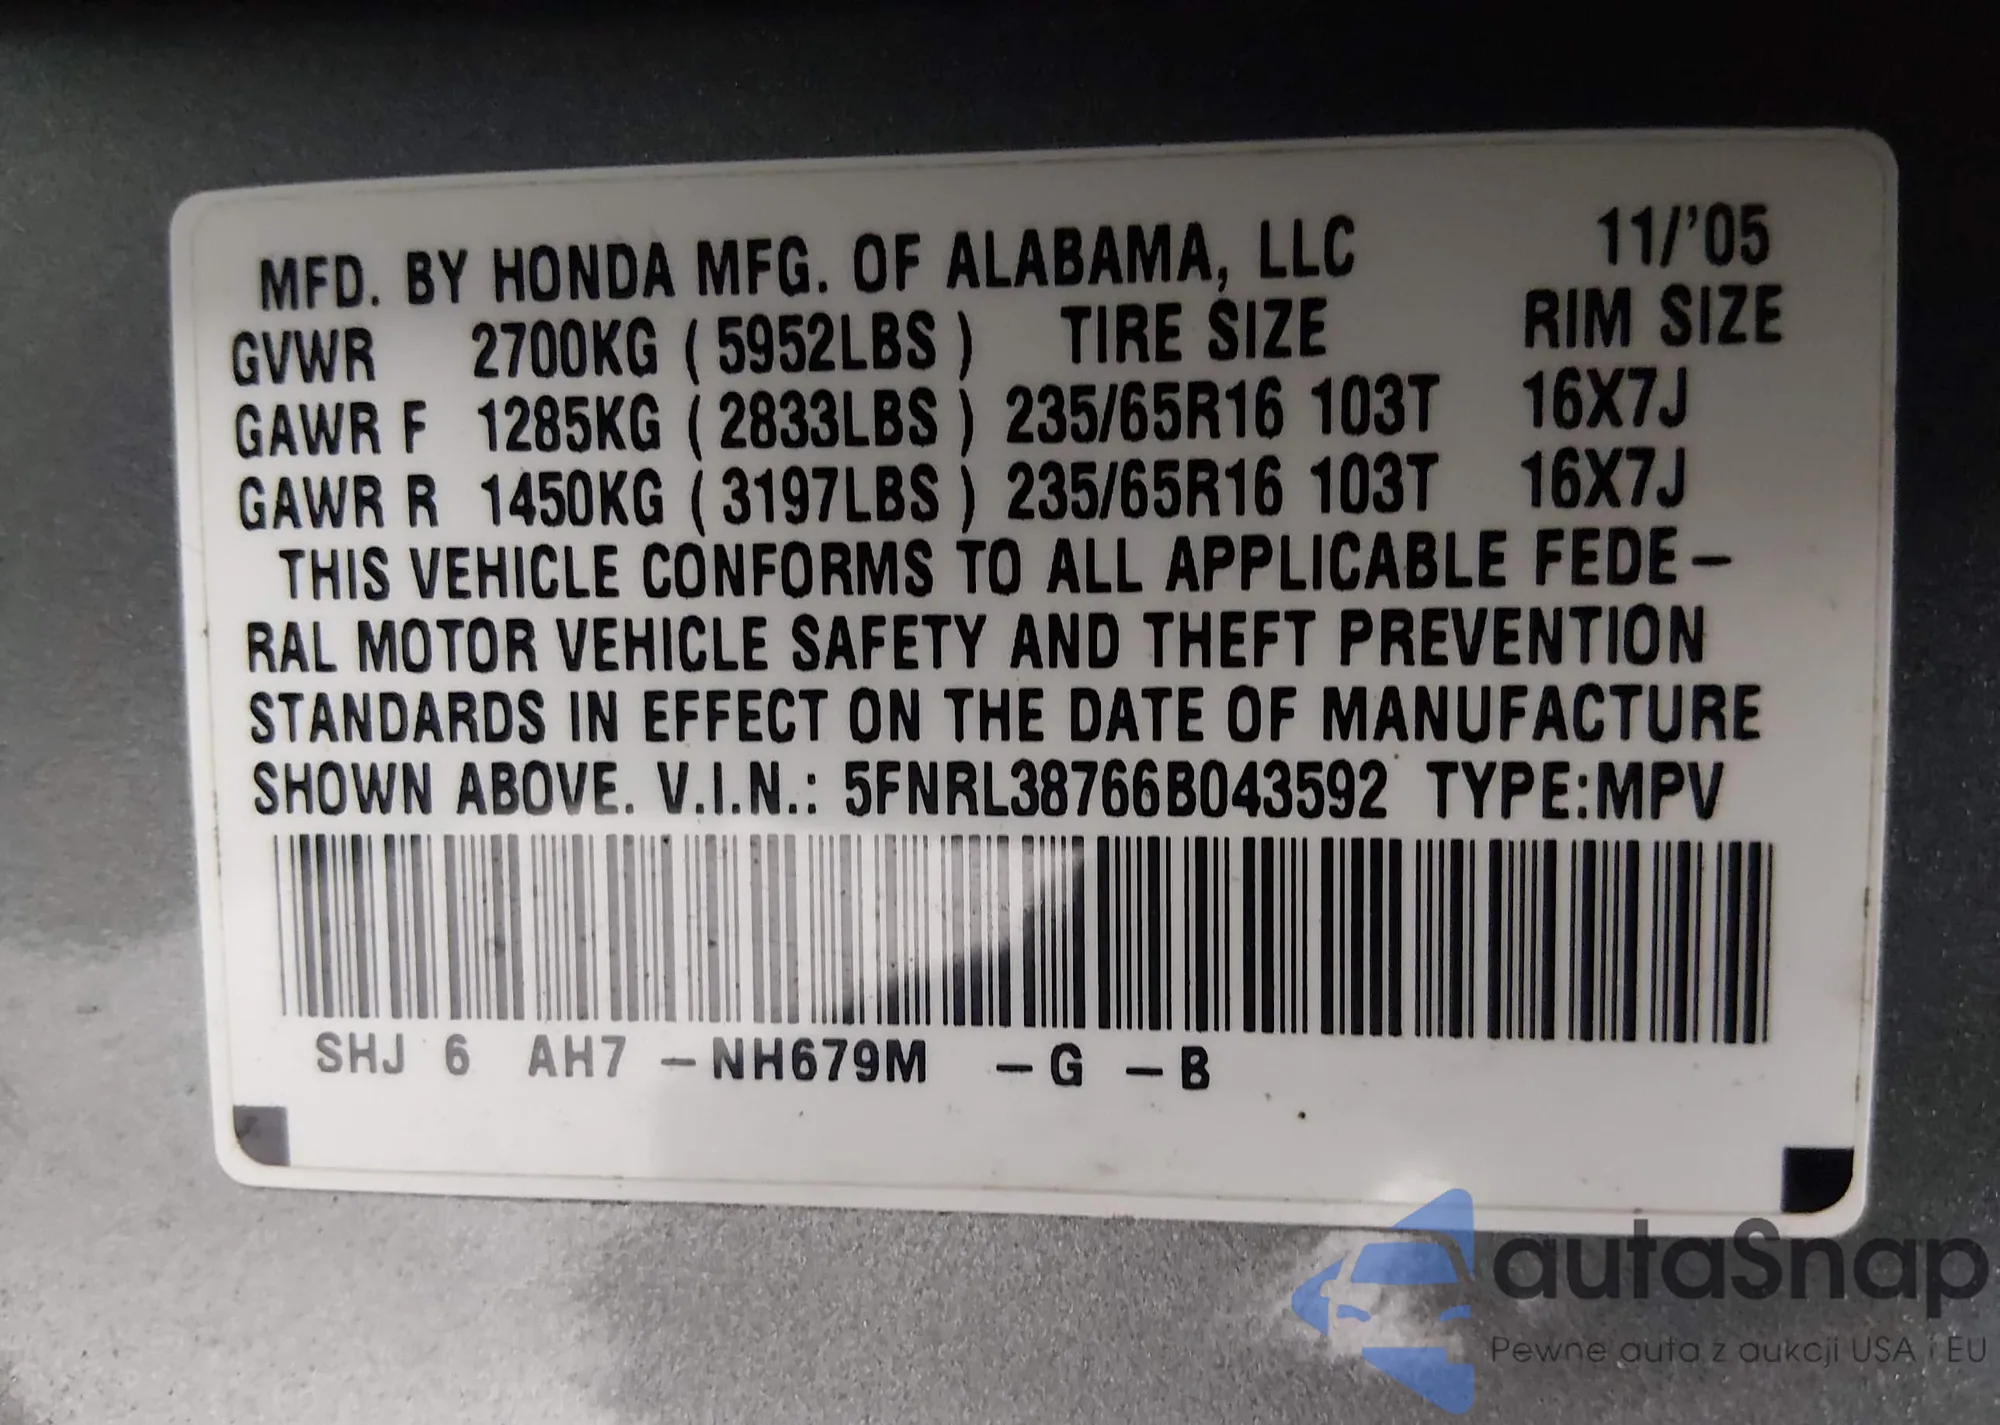 MFD. BY HONDA MFG. OF ALABAMA, LLC 11/'05
GVWR 2700KG ( 5952LBS ) TIRE SIZE RIM SIZE
GAWR F 1285KG ( 2833LBS ) 235/65R16 103T 16X7J
GAWR R 1450KG ( 3197LBS ) 235/65R16 103T 16X7J
THIS VEHICLE CONFORMS TO ALL APPLICABLE FEDE-
RAL MOTOR VEHICLE SAFETY AND THEFT PREVENTION
STANDARDS IN EFFECT ON THE DATE OF MANUFACTURE
SHOWN ABOVE. V.I.N.: 5FNRL38766B043592 TYPE:MPV
SHJ 6 AH7 -NH679M -G -B
autaSnap
Pewne auta z aukcji USA i EU